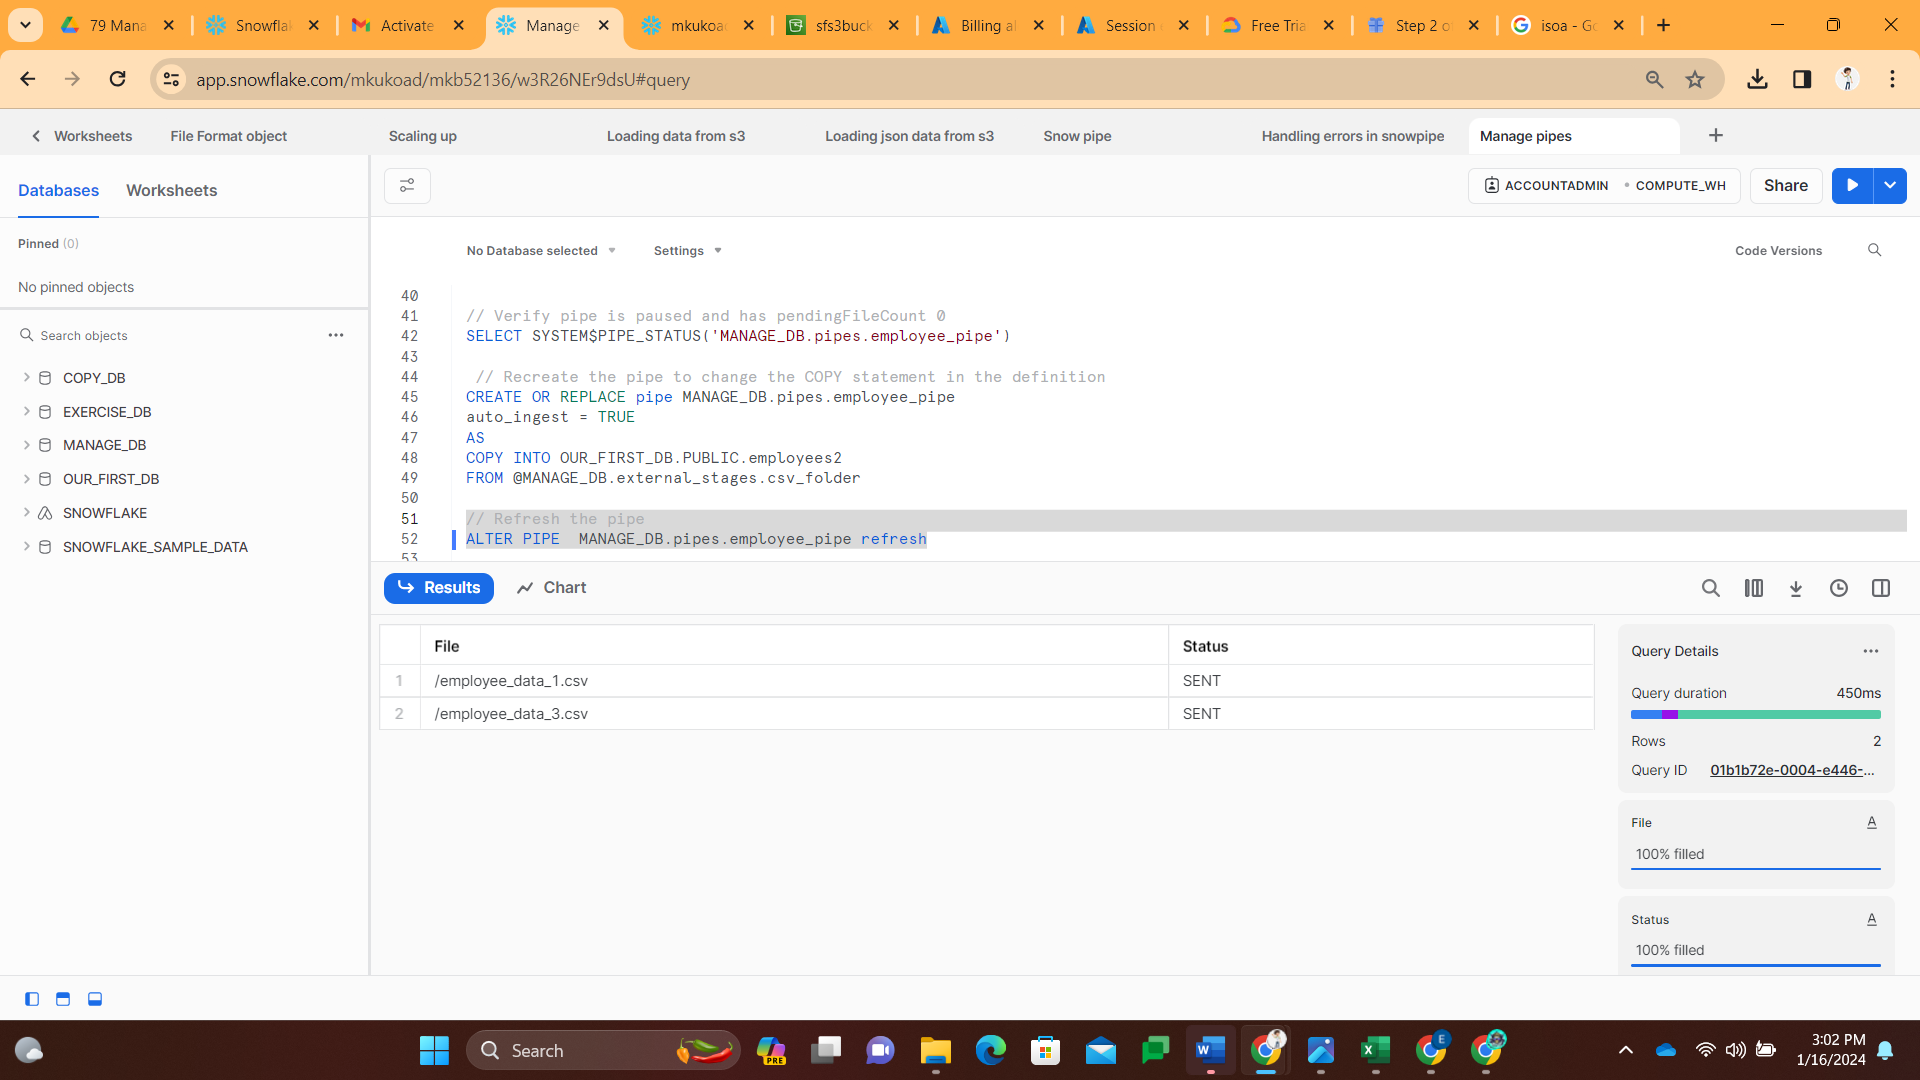 79 Mana
Snowflak
Activate
Manage
mkukoad
sfs3buck
Billing al
Session
Free Tria
Step 2 o
isoa - Go
app.snowflake.com/mkukoad/mkb52136/w3R26NEr9dsU#query
Worksheets
File Format object
Scaling up
Loading data from s3
Loading json data from s3
Snow pipe
Handling errors in snowpipe
Manage pipes
Databases
Worksheets
ACCOUNTADMIN
COMPUTE_WH
Share
Pinned (0)
No pinned objects
No Database selected
Settings
Code Versions
Search objects
COPY_DB
EXERCISE_DB
MANAGE_DB
OUR_FIRST_DB
SNOWFLAKE
SNOWFLAKE_SAMPLE_DATA
40
41 // Verify pipe is paused and has pendingFileCount 0
42 SELECT SYSTEM$PIPE_STATUS('MANAGE_DB.pipes.employee_pipe')
43
44 // Recreate the pipe to change the COPY statement in the definition
45 CREATE OR REPLACE pipe MANAGE_DB.pipes.employee_pipe
46 auto_ingest = TRUE
47 AS
48 COPY INTO OUR_FIRST_DB.PUBLIC.employees2
49 FROM @MANAGE_DB.external_stages.csv_folder
50
51 // Refresh the pipe
52 ALTER PIPE  MANAGE_DB.pipes.employee_pipe refresh
53
Results
Chart
File Status
1 /employee_data_1.csv SENT
2 /employee_data_3.csv SENT
Query Details
Query duration 450ms
Rows 2
Query ID 01b1b72e-0004-e446-...
File A
100% filled
Status A
100% filled
Search
PRE
W
X
E
3:02 PM
1/16/2024